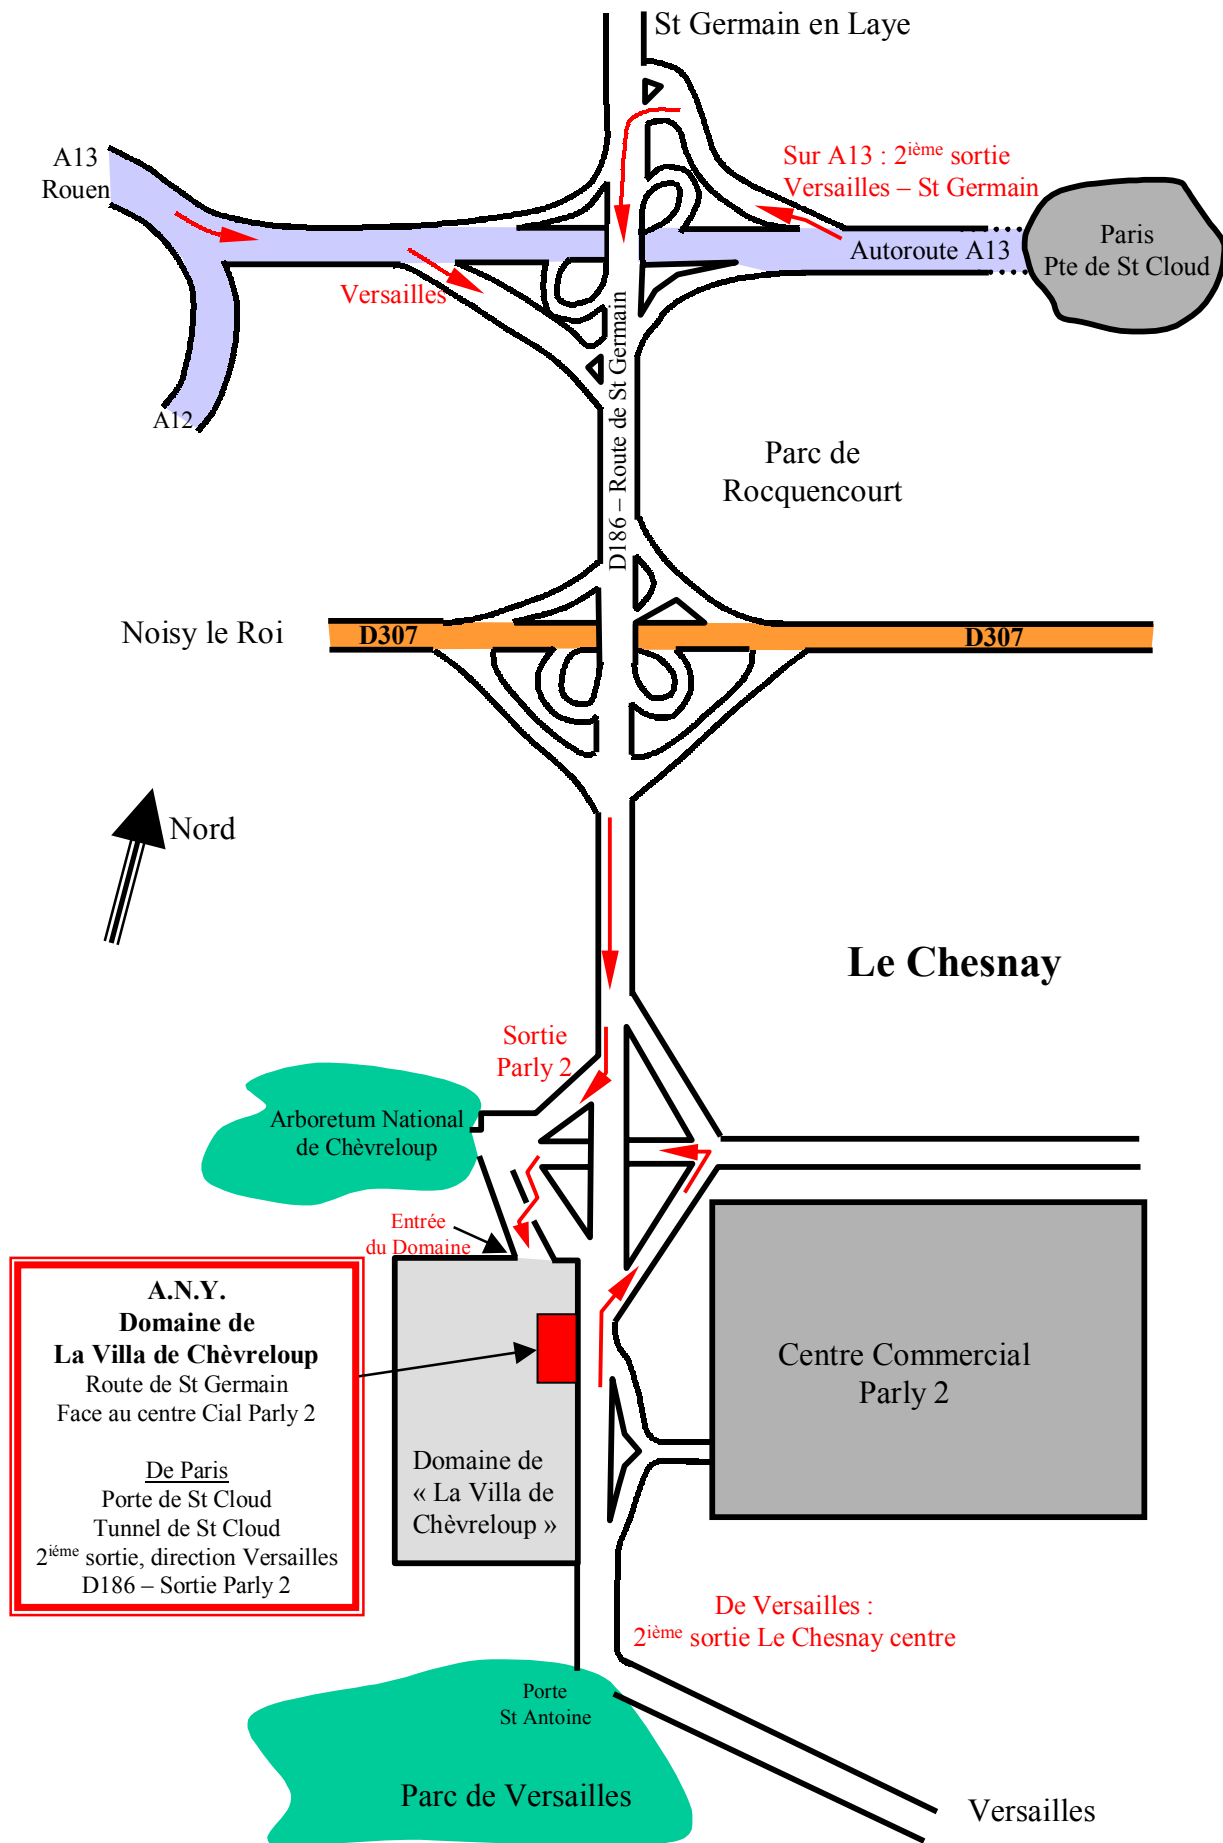 St Germain en Laye
A13
Rouen
Sur A13 : 2ième sortie
Versailles – St Germain
Paris
Pte de St Cloud
Autoroute A13
Versailles
A12
D186 – Route de St Germain
Parc de
Rocquencourt
Noisy le Roi
D307
D307
Nord
Le Chesnay
Sortie
Parly 2
Arboretum National
de Chèvreloup
Entrée
du Domaine
A.N.Y.
Domaine de
La Villa de Chèvreloup
Route de St Germain
Face au centre Cial Parly 2
De Paris
Porte de St Cloud
Tunnel de St Cloud
2iéme sortie, direction Versailles
D186 – Sortie Parly 2
Centre Commercial
Parly 2
Domaine de
« La Villa de
Chèvreloup »
De Versailles :
2ième sortie Le Chesnay centre
Porte
St Antoine
Parc de Versailles
Versailles